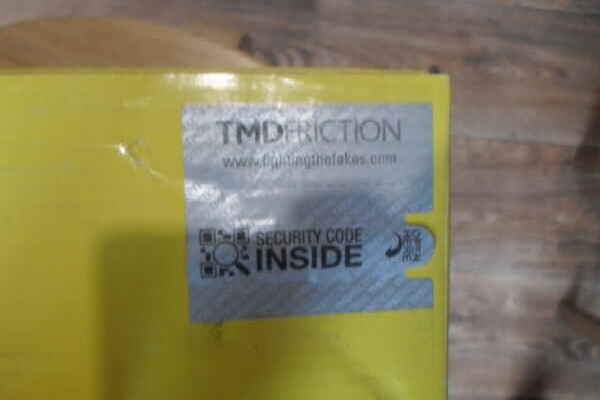 TMDFRICTION
www.fightingthefakes.com
SECURITY CODE
INSIDE